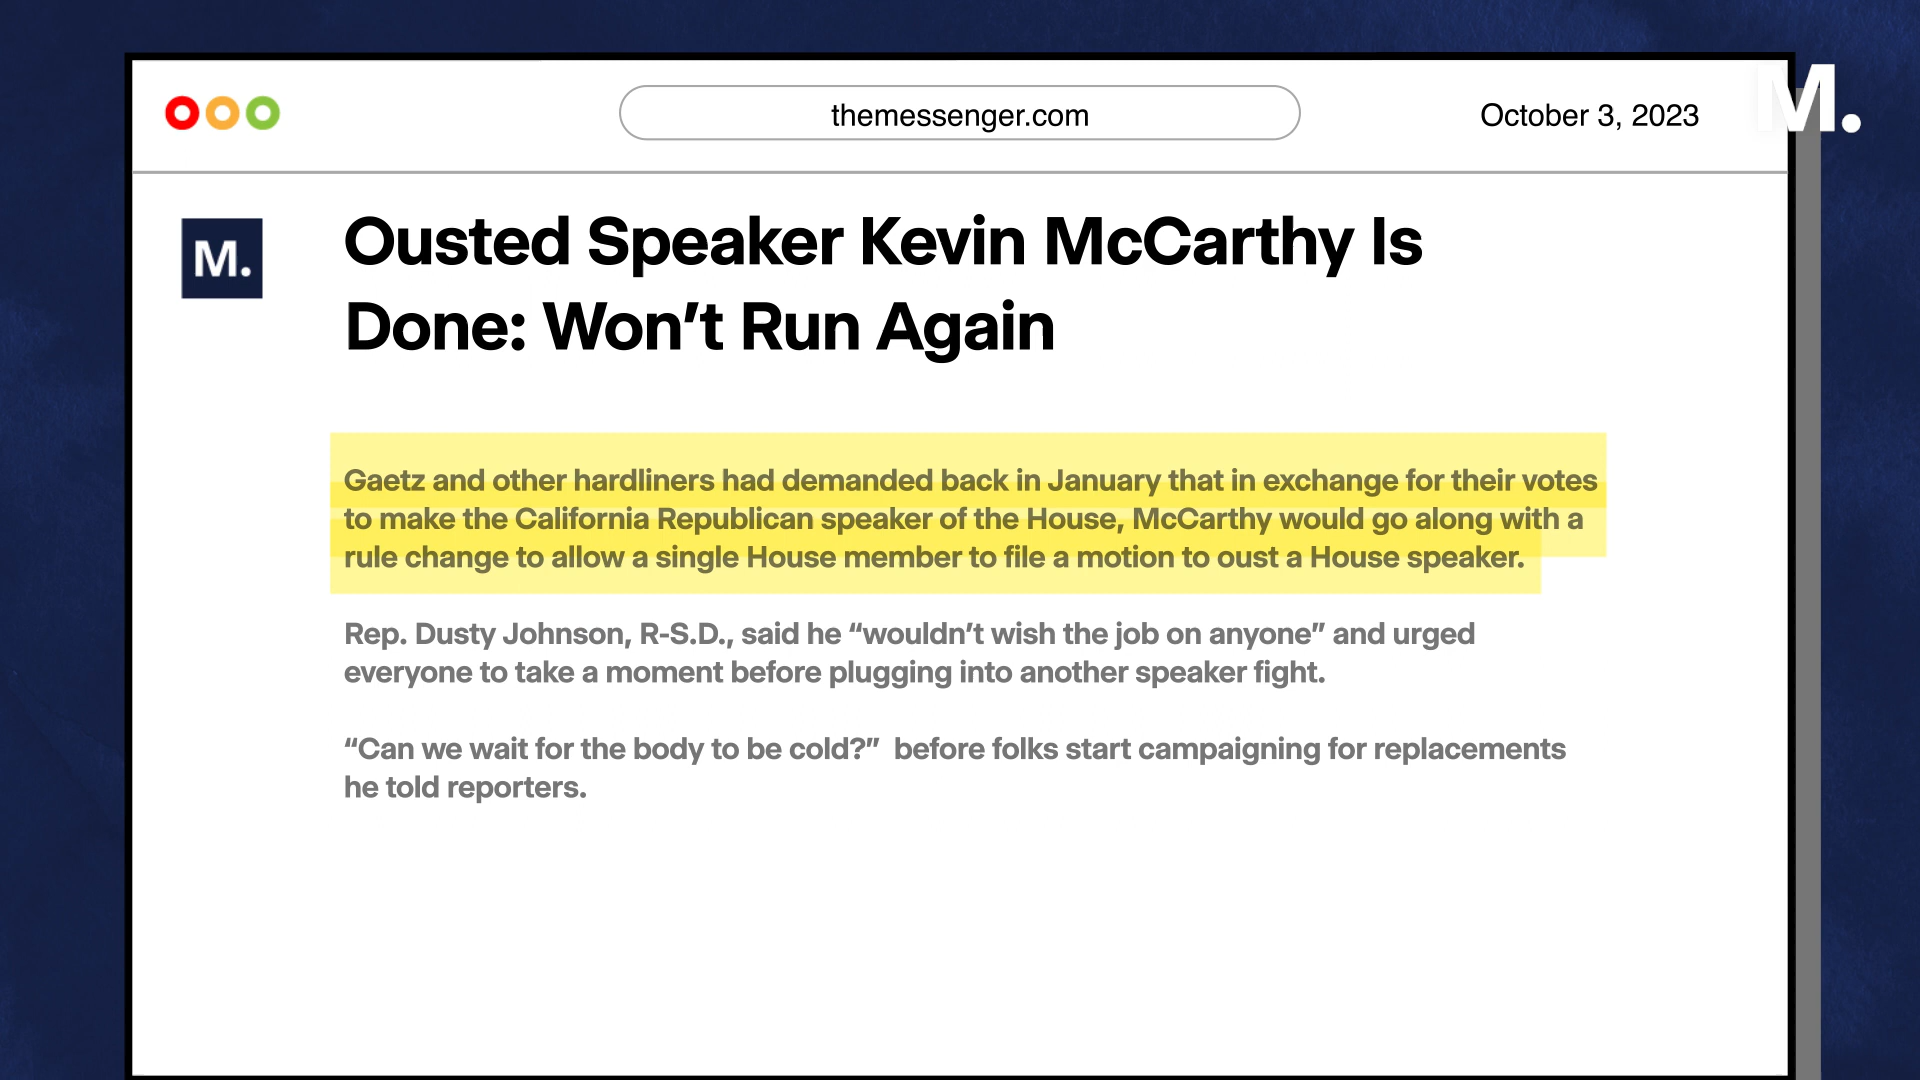 themessenger.com
October 3, 2023
M.
M.
Ousted Speaker Kevin McCarthy Is
Done: Won’t Run Again
Gaetz and other hardliners had demanded back in January that in exchange for their votes
to make the California Republican speaker of the House, McCarthy would go along with a
rule change to allow a single House member to file a motion to oust a House speaker.
Rep. Dusty Johnson, R-S.D., said he “wouldn’t wish the job on anyone” and urged
everyone to take a moment before plugging into another speaker fight.
“Can we wait for the body to be cold?”  before folks start campaigning for replacements
he told reporters.